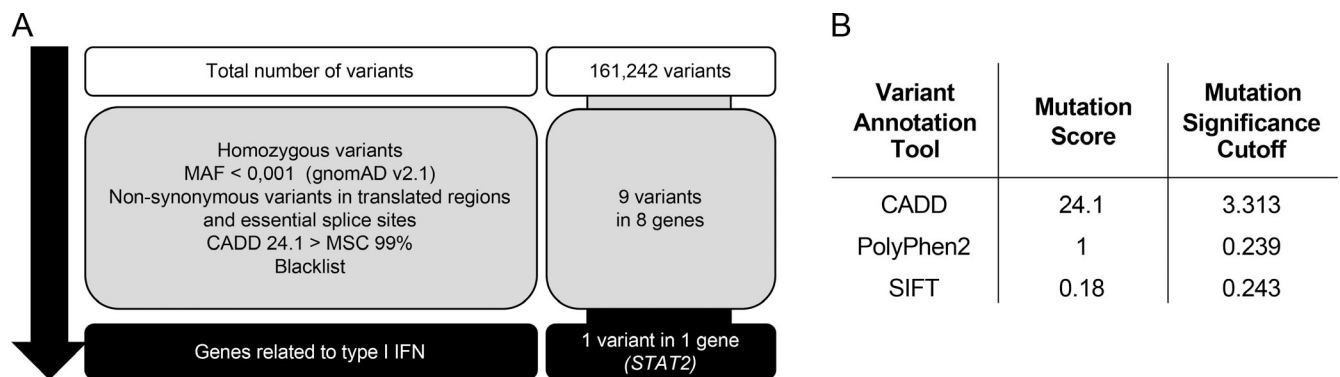 A
Total number of variants
161,242 variants
Homozygous variants
MAF < 0,001 (gnomAD v2.1)
Non-synonymous variants in translated regions
and essential splice sites
CADD 24.1 > MSC 99%
Blacklist
9 variants
in 8 genes
Genes related to type I IFN
1 variant in 1 gene
(STAT2)
B
Variant
Annotation
Tool
Mutation
Score
Mutation
Significance
Cutoff
CADD 24.1 3.313
PolyPhen2 1 0.239
SIFT 0.18 0.243